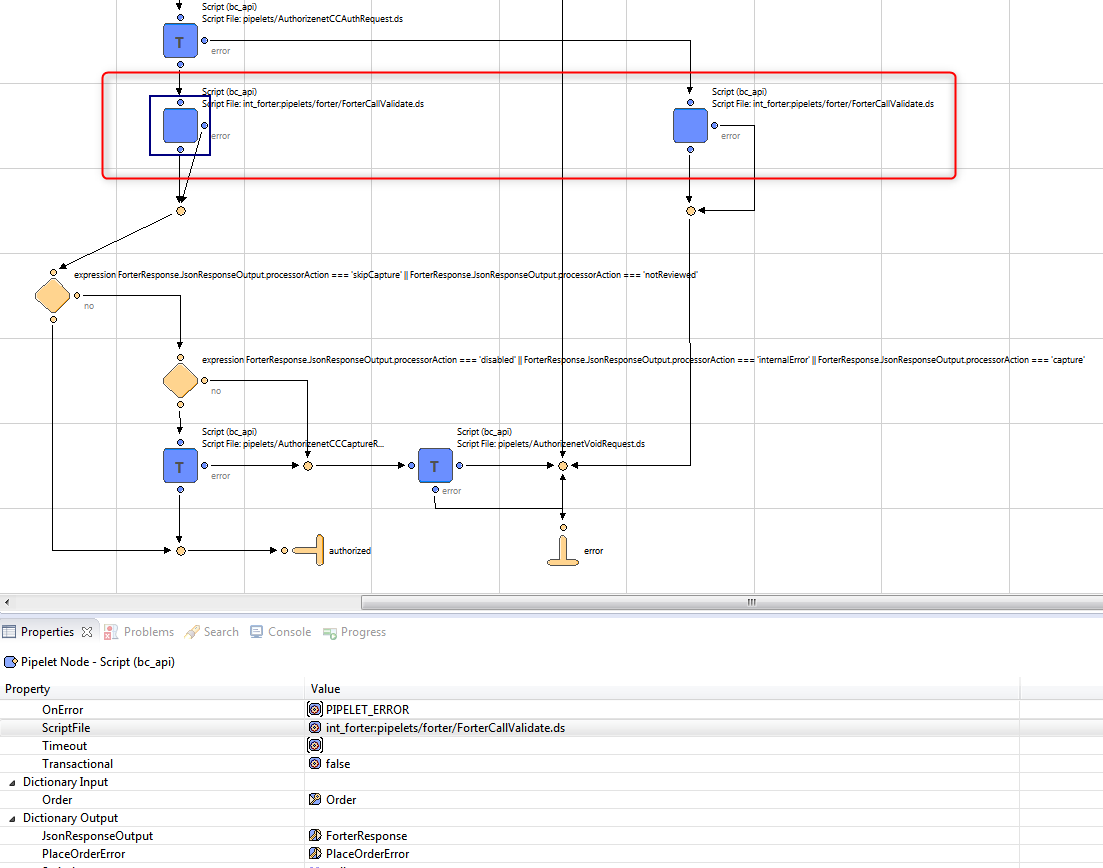 Script (bc_api)
Script File: pipelets/AuthorizenetCCAuthRequest.ds
T
error
Script (bc_api)
Script File: int_forter:pipelets/forter/ForterCallValidate.ds
error
Script (bc_api)
Script File: int_forter:pipelets/forter/ForterCallValidate.ds
error
expression ForterResponse.JsonResponseOutput.processorAction === 'skipCapture' || ForterResponse.JsonResponseOutput.processorAction === 'notReviewed'
no
expression ForterResponse.JsonResponseOutput.processorAction === 'disabled' || ForterResponse.JsonResponseOutput.processorAction === 'internalError' || ForterResponse.JsonResponseOutput.processorAction === 'capture'
no
Script (bc_api)
Script File: pipelets/AuthorizenetCCCaptureR...
T
error
Script (bc_api)
Script File: pipelets/AuthorizenetVoidRequest.ds
T
error
authorized
error
Properties Problems Search Console Progress
Pipelet Node - Script (bc_api)
Property Value
OnError PIPELET_ERROR
ScriptFile int_forter:pipelets/forter/ForterCallValidate.ds
Timeout
Transactional false
Dictionary Input
Order Order
Dictionary Output
JsonResponseOutput ForterResponse
PlaceOrderError PlaceOrderError